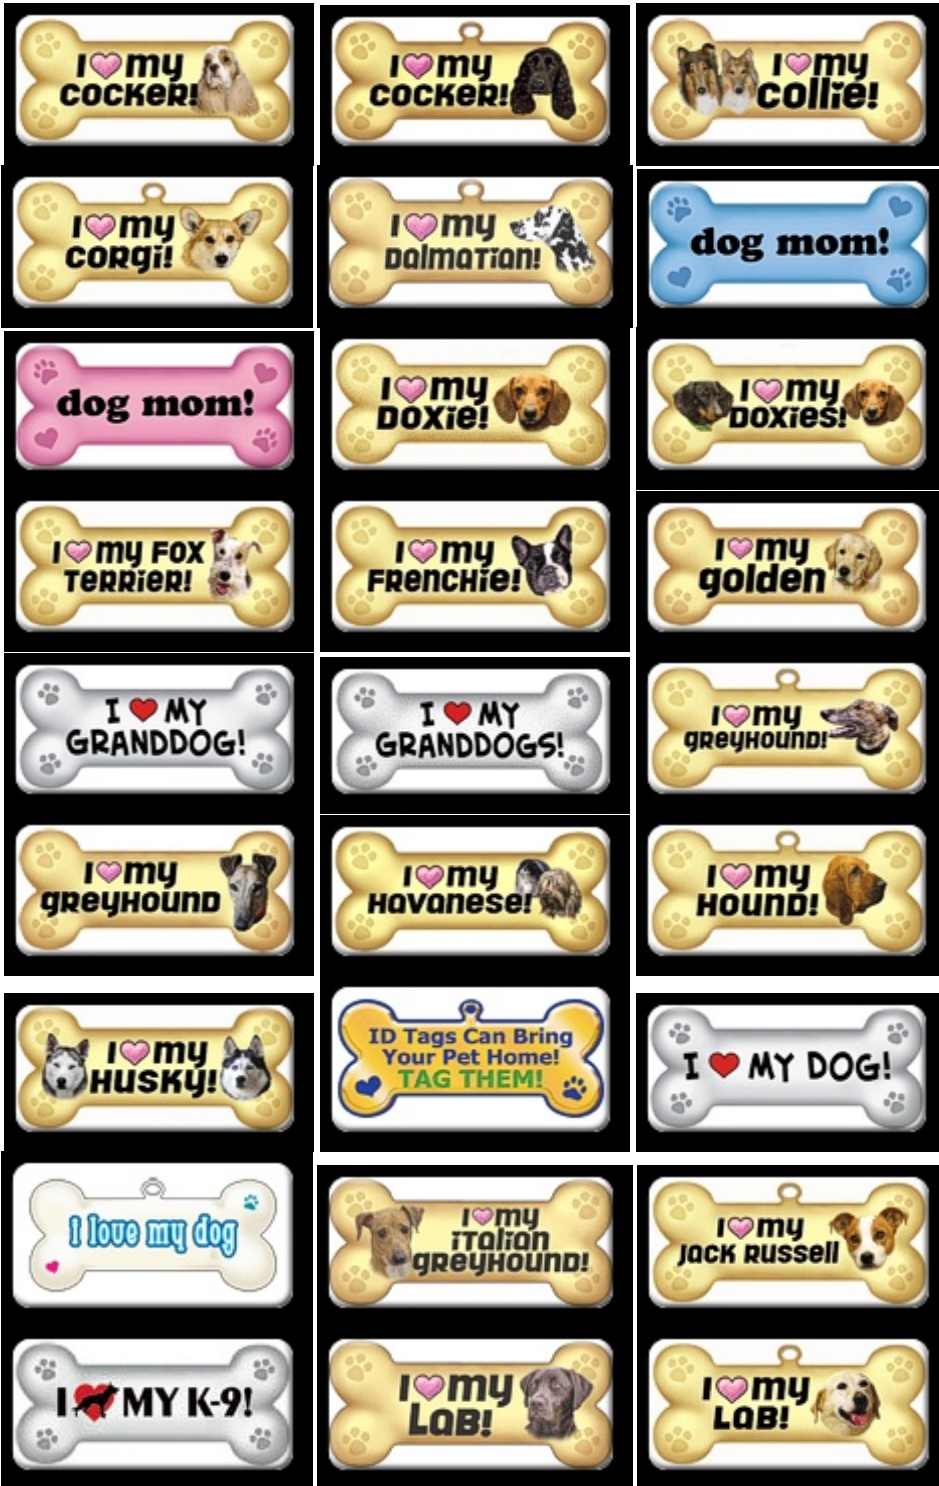 I my
COCKER!
I my
COCKER!
I my
collie!
I my
CORgi!
I my
DalmaTian!
dog mom!
dog mom!
I my
DOXie!
I my
DOXIES!
I my FOX
TERRIER!
I my
FRENCHIE!
I my
golden
I MY
GRANDDOG!
I MY
GRANDDOGS!
I my
GREYHOUND!
I my
greyHOUND
I my
Havanese!
I my
HOUND!
I my
HUSKY!
ID Tags Can Bring
Your Pet Home!
TAG THEM!
I MY DOG!
I love my dog
I my
iTalian
greyHOUND!
I my
Jack Russell
I MY K-9!
I my
LAB!
I my
LAB!